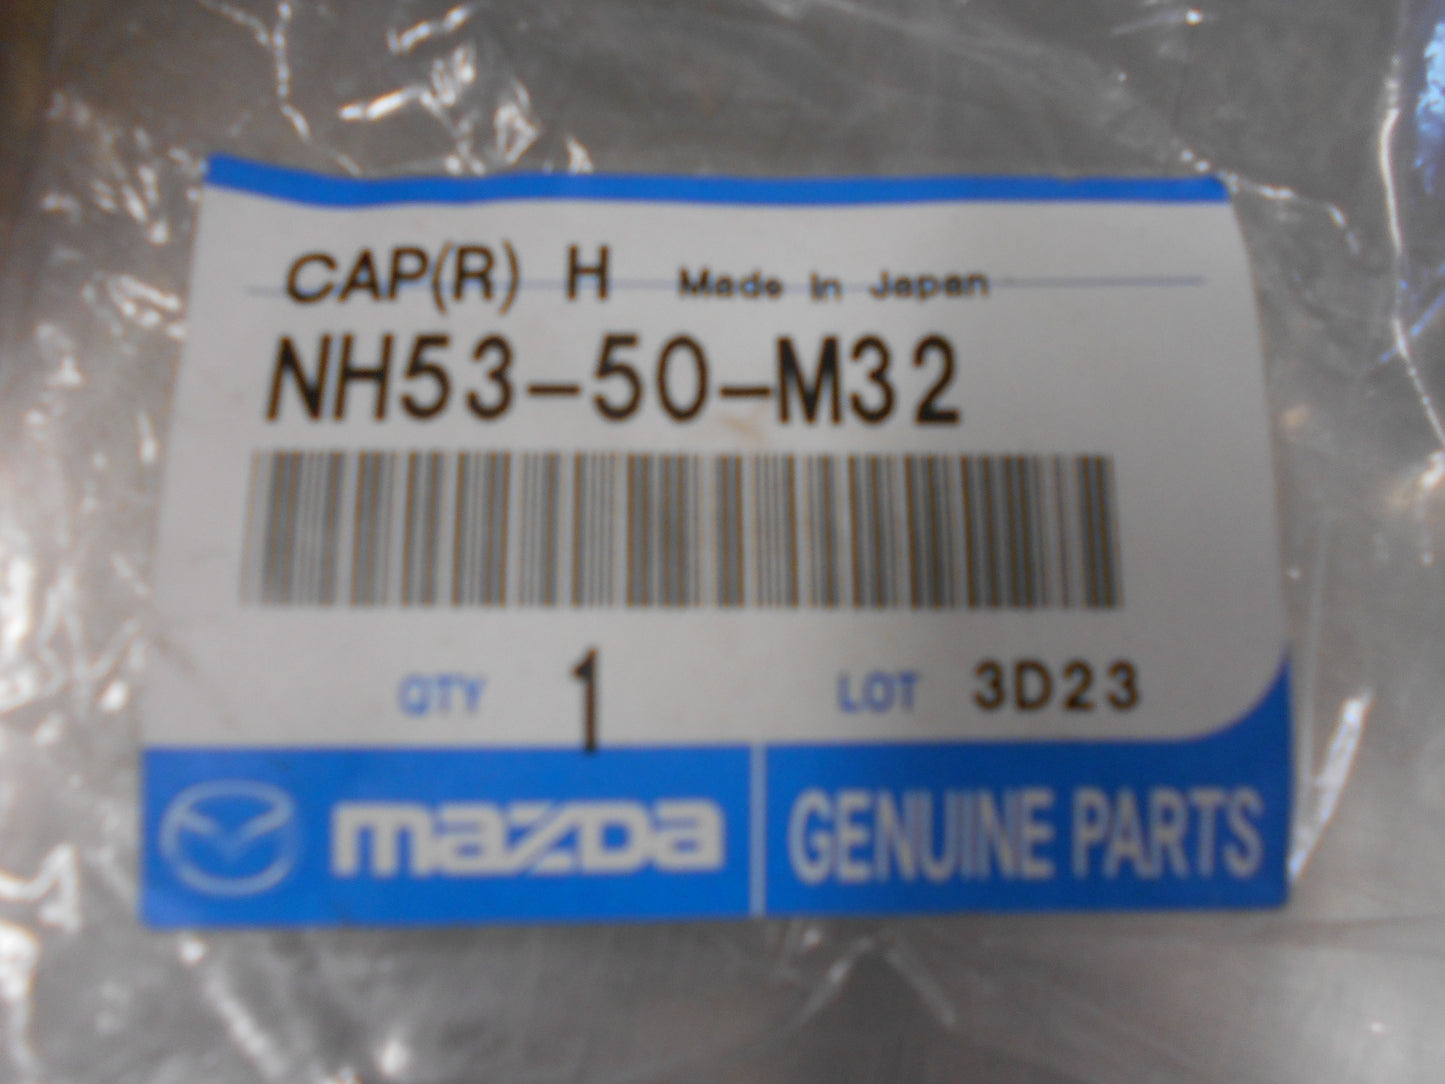 CAP(R) H Made in Japan
NH53-50-M32
QTY 1 LOT 3D23
mazda GENUINE PARTS